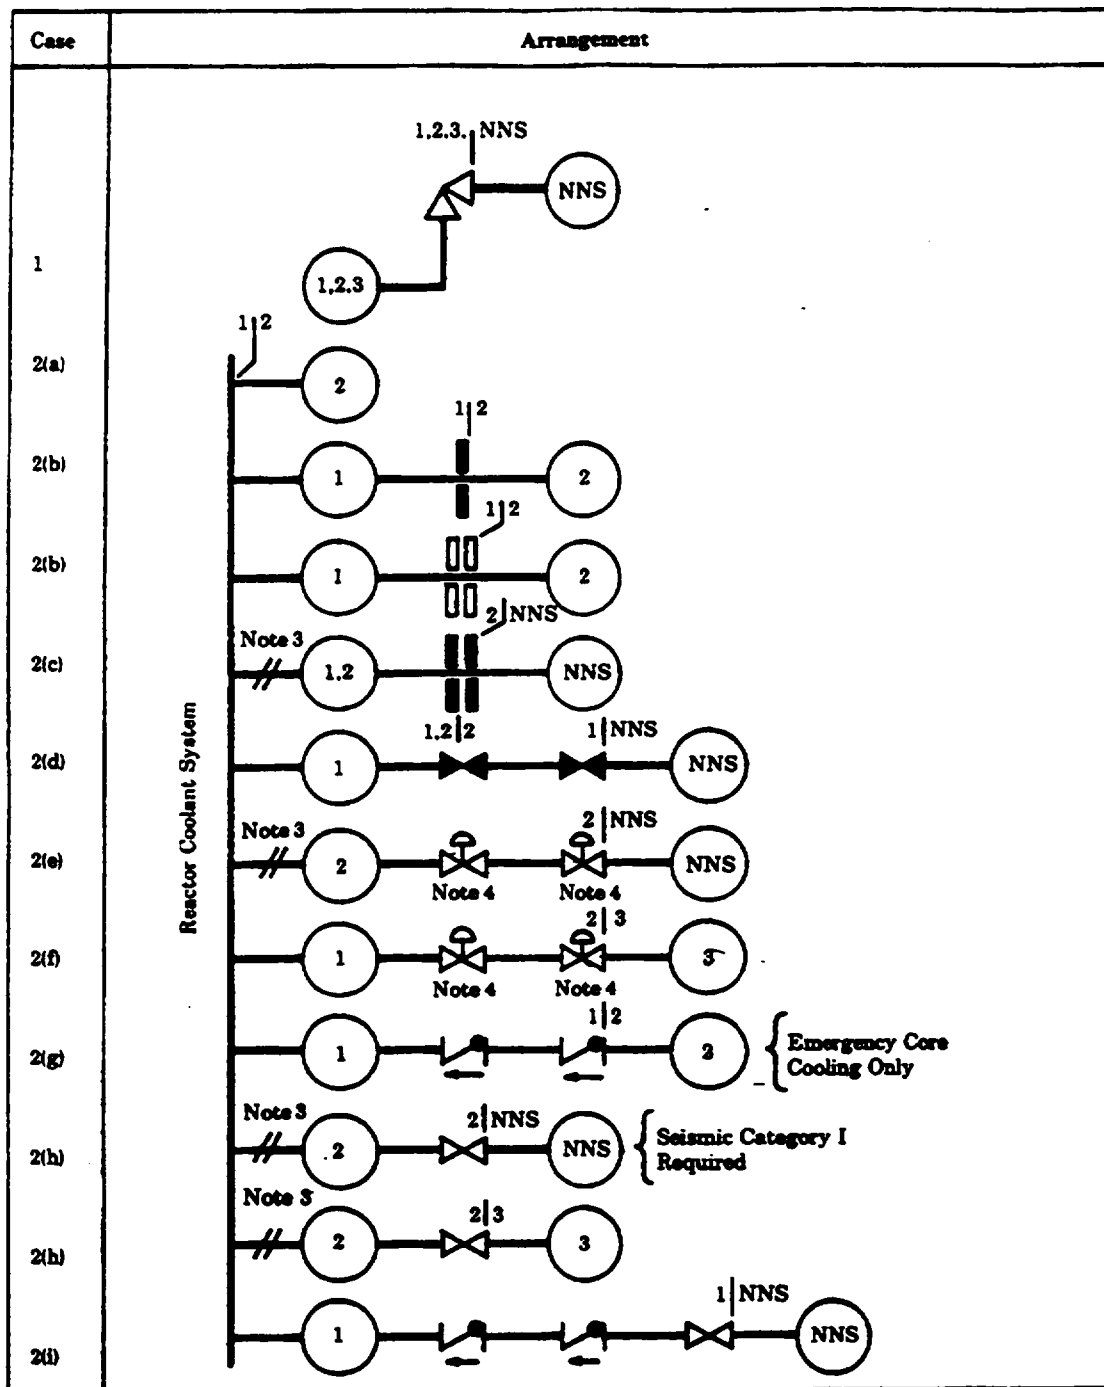 Case
Arrangement
1,2,3, NNS
NNS
1
1,2,3
1 2
2(a)
2
1 2
2(b)
1
2
1 2
2(b)
1
2
2 NNS
Note 3
2(c)
1,2
NNS
1,2 2
1 NNS
2(d)
1
NNS
Note 3
2 NNS
2(e)
2
NNS
Note 4
Note 4
2 3
2(f)
1
3
Note 4
Note 4
1 2
2(g)
1
2
Emergency Core
Cooling Only
Note 3
2 NNS
2(h)
2
NNS
Seismic Category I
Required
Note 3
2 3
2(h)
2
3
1 NNS
2(i)
1
NNS
Reactor Coolant System